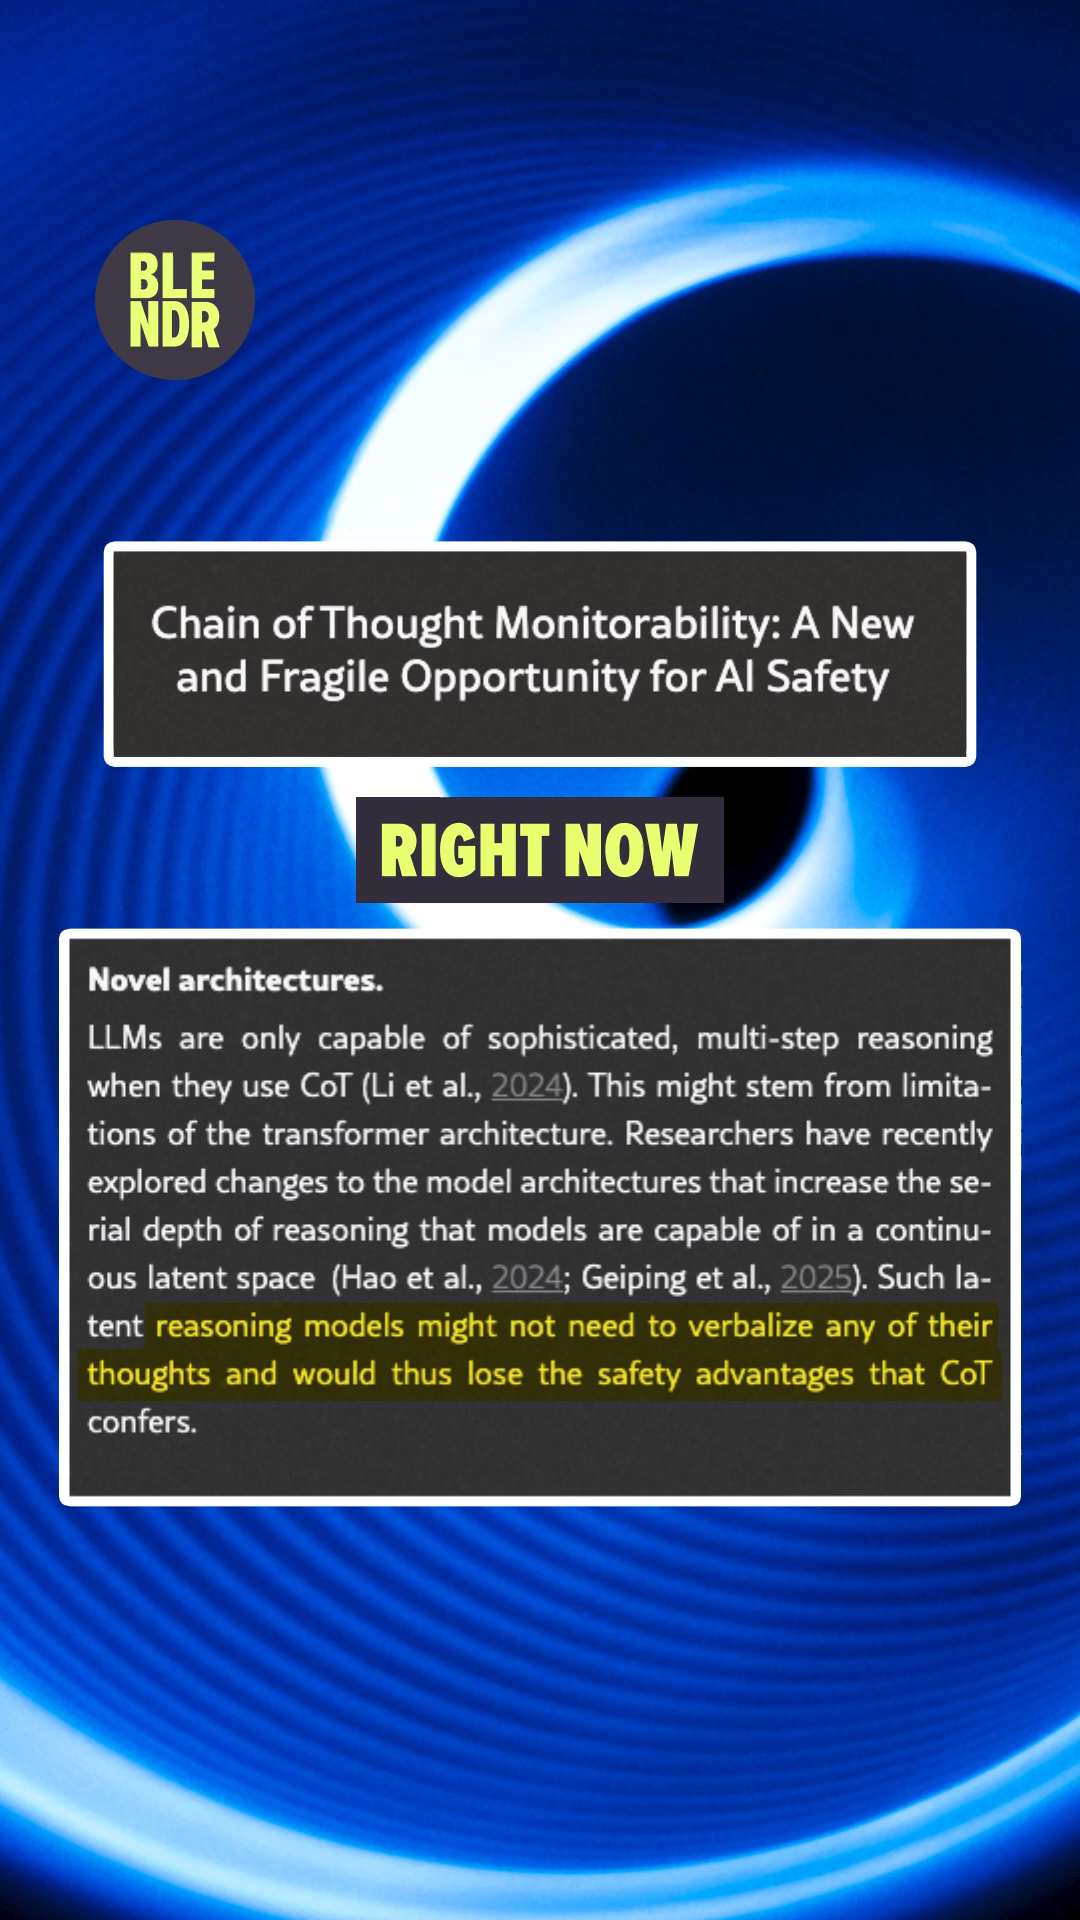 BLE
NDR
Chain of Thought Monitorability: A New
and Fragile Opportunity for AI Safety
RIGHT NOW
Novel architectures.
LLMs are only capable of sophisticated, multi-step reasoning
when they use CoT (Li et al., 2024). This might stem from limita-
tions of the transformer architecture. Researchers have recently
explored changes to the model architectures that increase the se-
rial depth of reasoning that models are capable of in a continu-
ous latent space (Hao et al., 2024; Geiping et al., 2025). Such la-
tent reasoning models might not need to verbalize any of their
thoughts and would thus lose the safety advantages that CoT
confers.